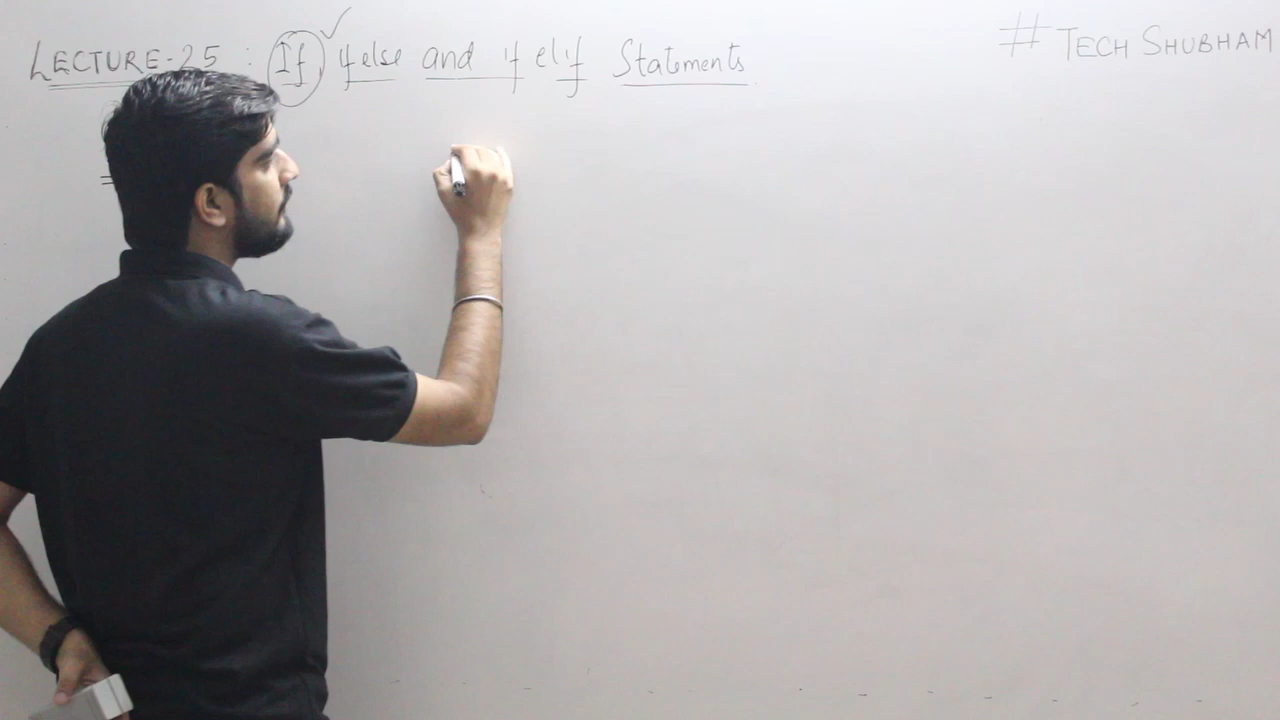 LECTURE-25 : If if else and if elif Statements
# TECH SHUBHAM